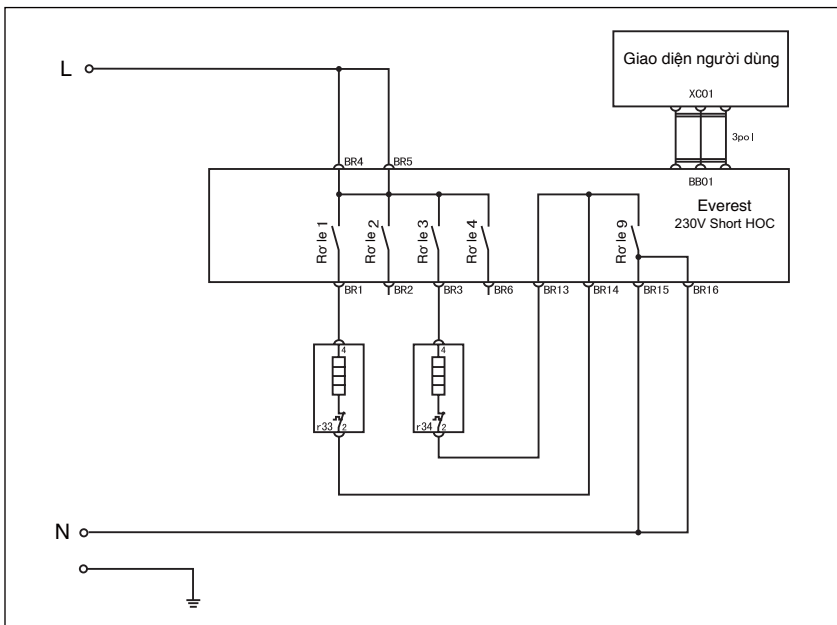 L
Giao diện người dùng
XC01
3pol
BR4
BR5
BB01
Everest
230V Short HOC
Rơ le 1
Rơ le 2
Rơ le 3
Rơ le 4
Rơ le 9
BR1
BR2
BR3
BR6
BR13
BR14
BR15
BR16
4
4
r33
2
r34
2
N